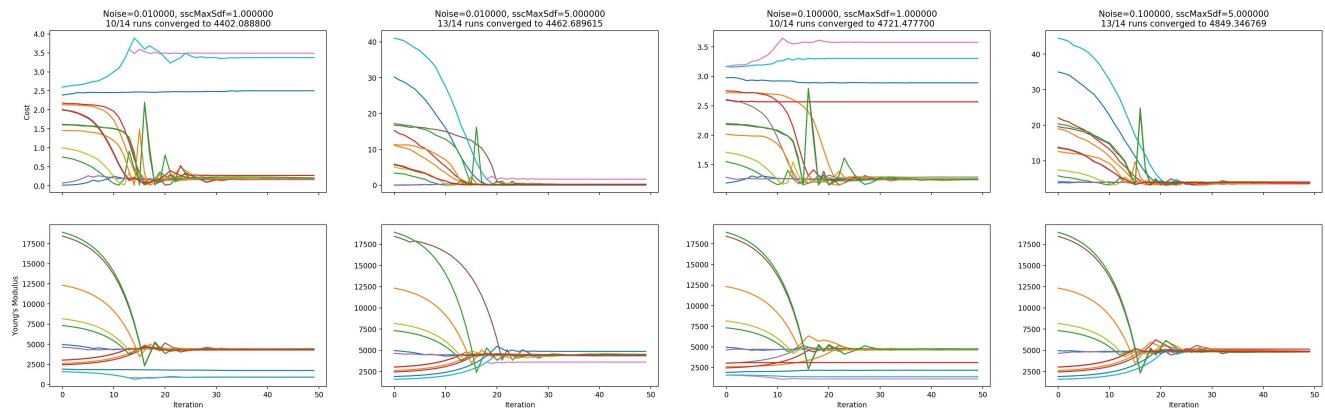 Noise=0.010000, sscMaxSdf=1.000000
10/14 runs converged to 4402.088800
Noise=0.010000, sscMaxSdf=5.000000
13/14 runs converged to 4462.689615
Noise=0.100000, sscMaxSdf=1.000000
10/14 runs converged to 4721.477700
Noise=0.100000, sscMaxSdf=5.000000
13/14 runs converged to 4849.346769
Cost
4.0
3.5
3.0
2.5
2.0
1.5
1.0
0.5
0.0
40
30
20
10
0
3.5
3.0
2.5
2.0
1.5
40
30
20
10
Young's Modulus
17500
15000
12500
10000
7500
5000
2500
0
0 10 20 30 40 50
Iteration
17500
15000
12500
10000
7500
5000
2500
0 10 20 30 40 50
Iteration
17500
15000
12500
10000
7500
5000
2500
0 10 20 30 40 50
Iteration
17500
15000
12500
10000
7500
5000
2500
0 10 20 30 40 50
Iteration